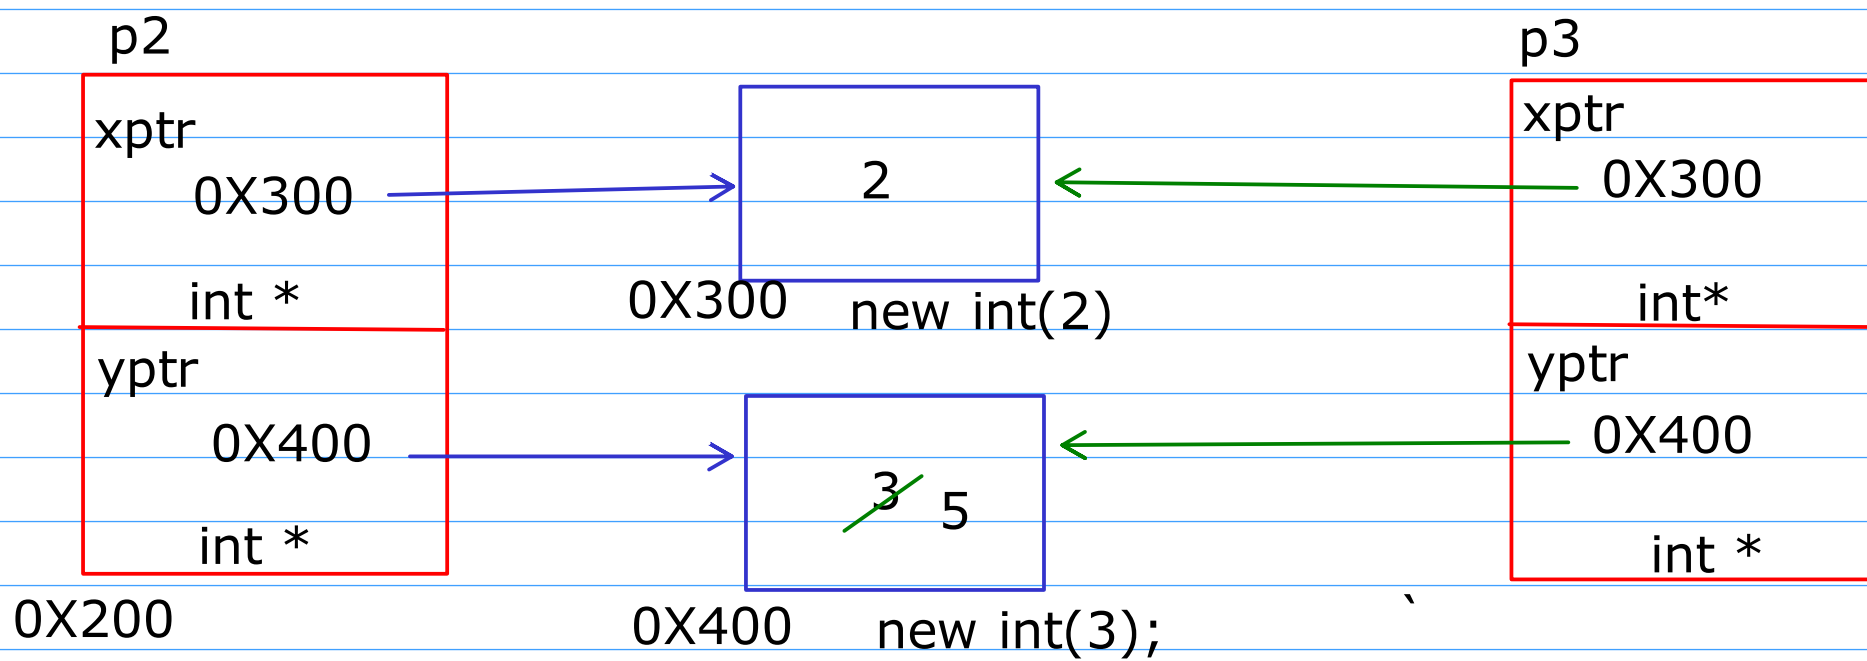 p2
xptr
0X300
int *
yptr
0X400
int *
0X200
2
0X300 new int(2)
3 5
0X400 new int(3);
p3
xptr
0X300
int*
yptr
0X400
int *
`